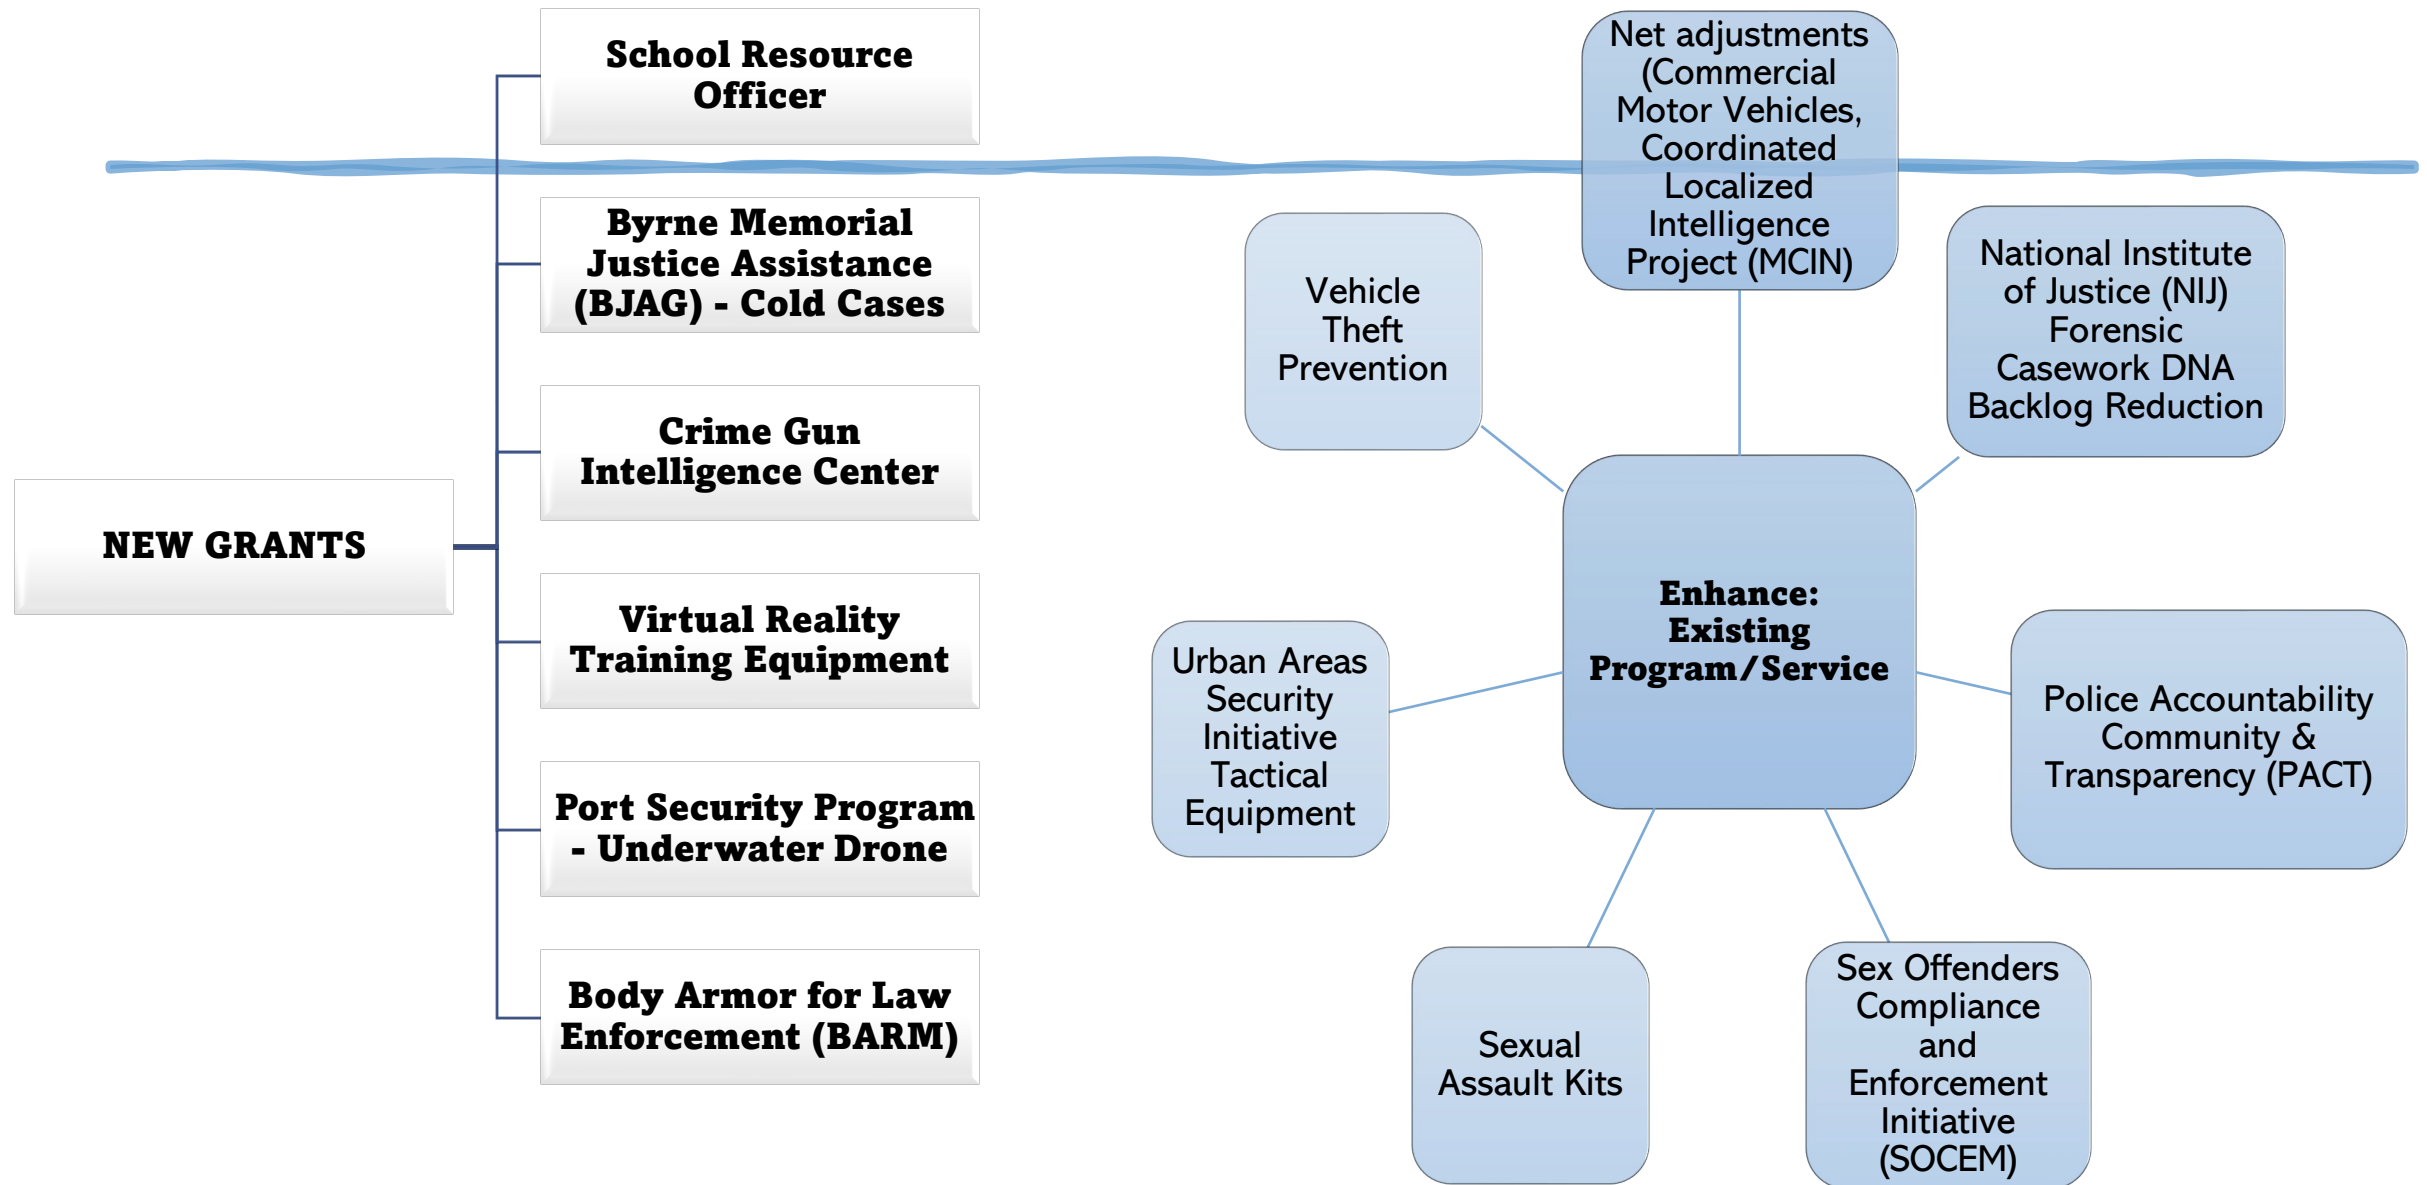 NEW GRANTS
School Resource
Officer
Byrne Memorial
Justice Assistance
(BJAG) - Cold Cases
Crime Gun
Intelligence Center
Virtual Reality
Training Equipment
Port Security Program
- Underwater Drone
Body Armor for Law
Enforcement (BARM)
Enhance:
Existing
Program/Service
Net adjustments
(Commercial
Motor Vehicles,
Coordinated
Localized
Intelligence
Project (MCIN)
National Institute
of Justice (NIJ)
Forensic
Casework DNA
Backlog Reduction
Police Accountability
Community &
Transparency (PACT)
Sex Offenders
Compliance
and
Enforcement
Initiative
(SOCEM)
Sexual
Assault Kits
Urban Areas
Security
Initiative
Tactical
Equipment
Vehicle
Theft
Prevention